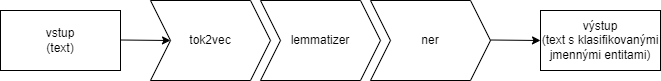 vstup
(text)
tok2vec
lemmatizer
ner
výstup
(text s klasifikovanými
jmennými entitami)